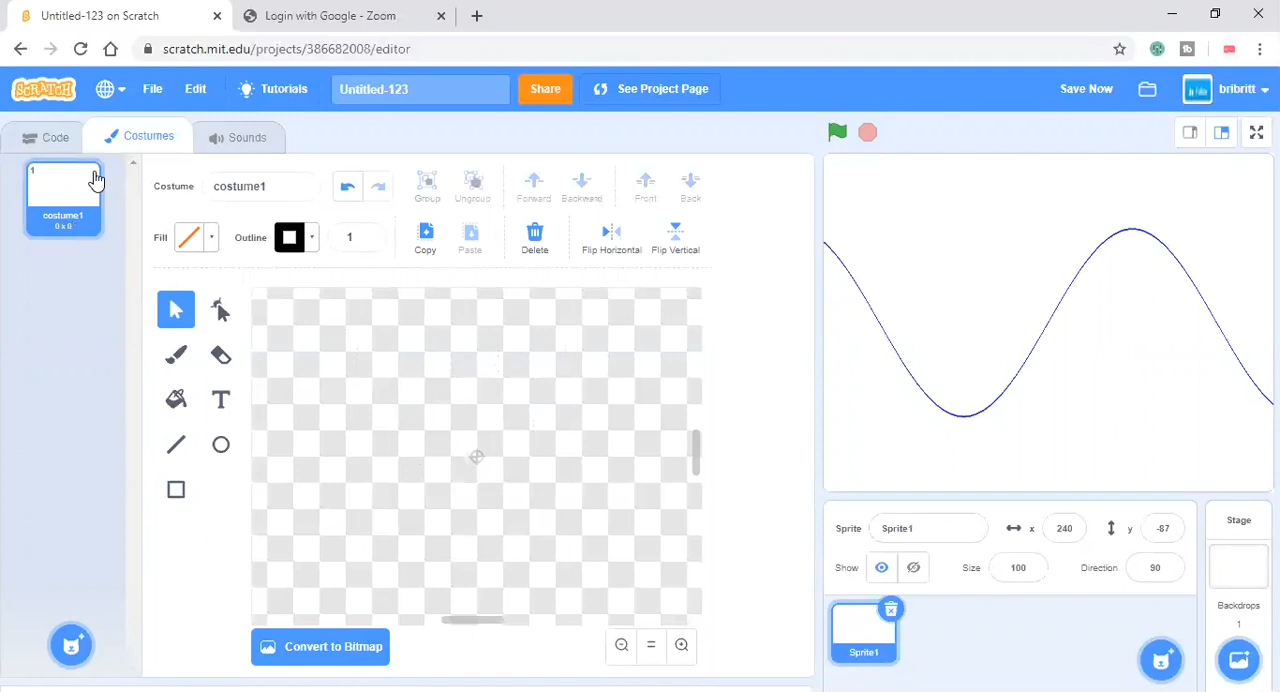 Untitled-123 on Scratch
Login with Google - Zoom
scratch.mit.edu/projects/386682008/editor
SCRATCH
File
Edit
Tutorials
Untitled-123
Share
See Project Page
Save Now
bribritt
Code
Costumes
Sounds
1
costume1
0 x 0
Costume
costume1
Group
Ungroup
Forward
Backward
Front
Back
Fill
Outline
1
Copy
Paste
Delete
Flip Horizontal
Flip Vertical
T
Convert to Bitmap
Sprite
Sprite1
x
240
y
-87
Show
Size
100
Direction
90
Sprite1
Stage
Backdrops
1